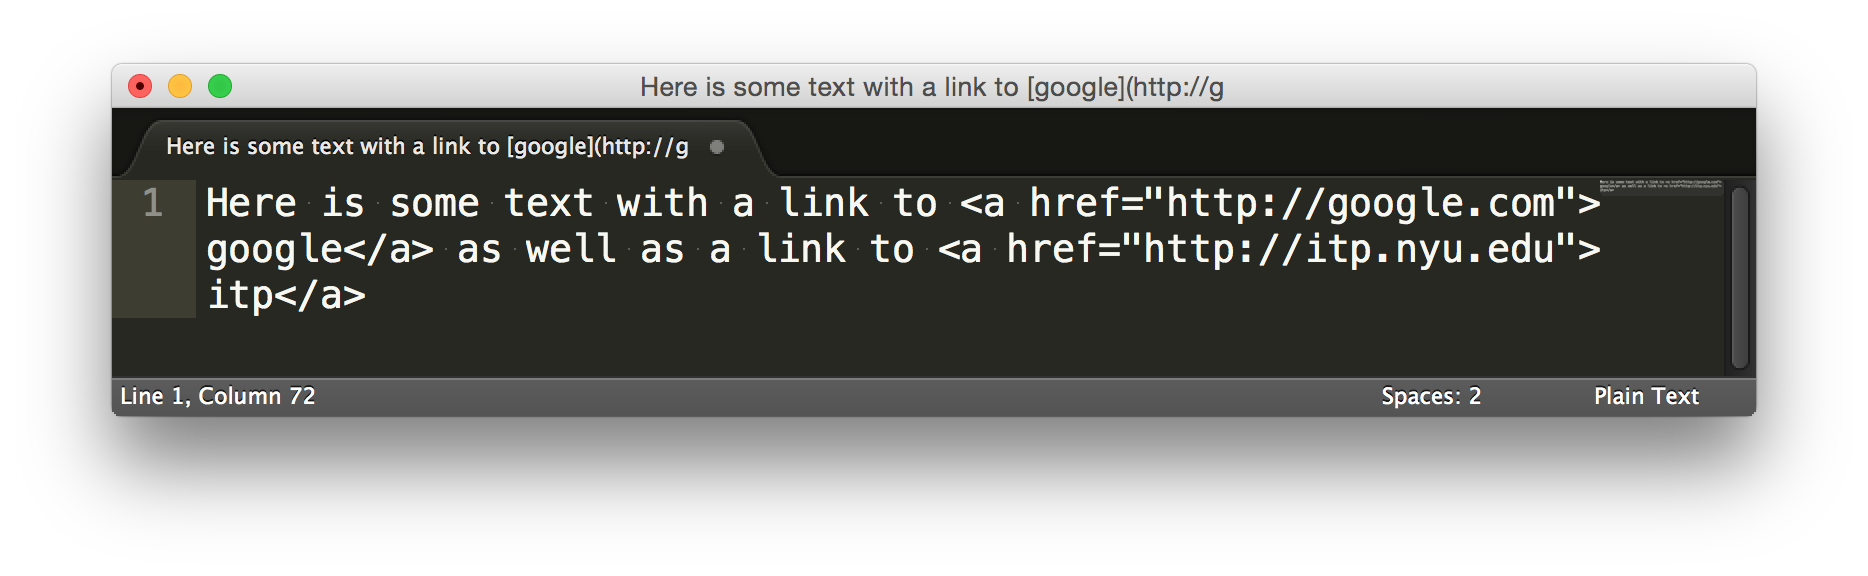 Here is some text with a link to [google](http://g
Here is some text with a link to [google](http://g
1
Here is some text with a link to <a href="http://google.com">
google</a> as well as a link to <a href="http://itp.nyu.edu">
itp</a>
Line 1, Column 72
Spaces: 2
Plain Text